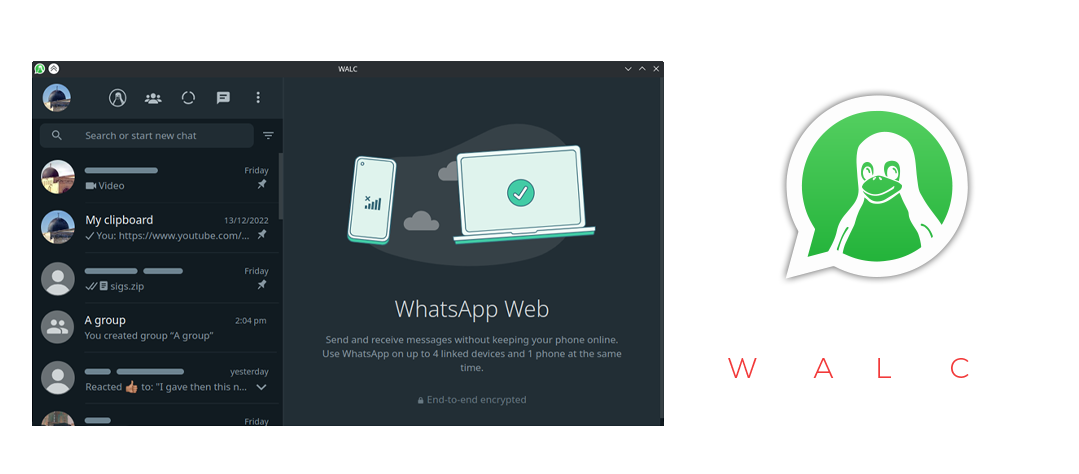 WALC
Search or start new chat
Friday
Video
My clipboard
13/12/2022
You: https://www.youtube.com/...
Friday
sigs.zip
A group
2:04 pm
You created group “A group”
yesterday
Reacted 👍🏽 to: "I gave then this n...
Friday
WhatsApp Web
Send and receive messages without keeping your phone online.
Use WhatsApp on up to 4 linked devices and 1 phone at the same
time.
End-to-end encrypted
W A L C